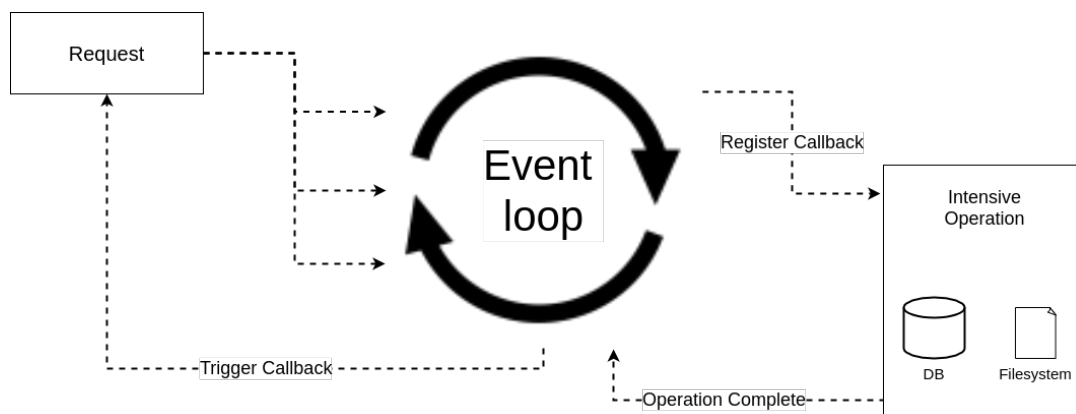 Request
Event
loop
Register Callback
Intensive
Operation
Trigger Callback
DB
Filesystem
Operation Complete